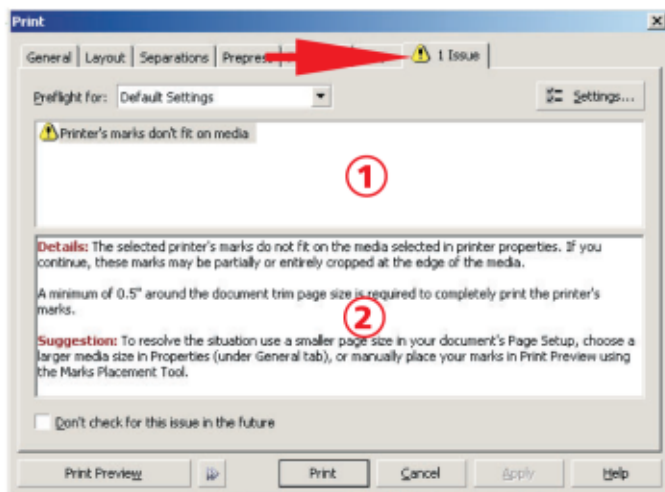 Print
General Layout Separations Prepress 1 Issue
Preflight for: Default Settings Settings...
Printer's marks don't fit on media
1
Details: The selected printer's marks do not fit on the media selected in printer properties. If you
continue, these marks may be partially or entirely cropped at the edge of the media.
A minimum of 0.5" around the document trim page size is required to completely print the printer's
marks.
2
Suggestion: To resolve the situation use a smaller page size in your document's Page Setup, choose a
larger media size in Properties (under General tab), or manually place your marks in Print Preview using
the Marks Placement Tool.
Don't check for this issue in the future
Print Preview Print Cancel Apply Help